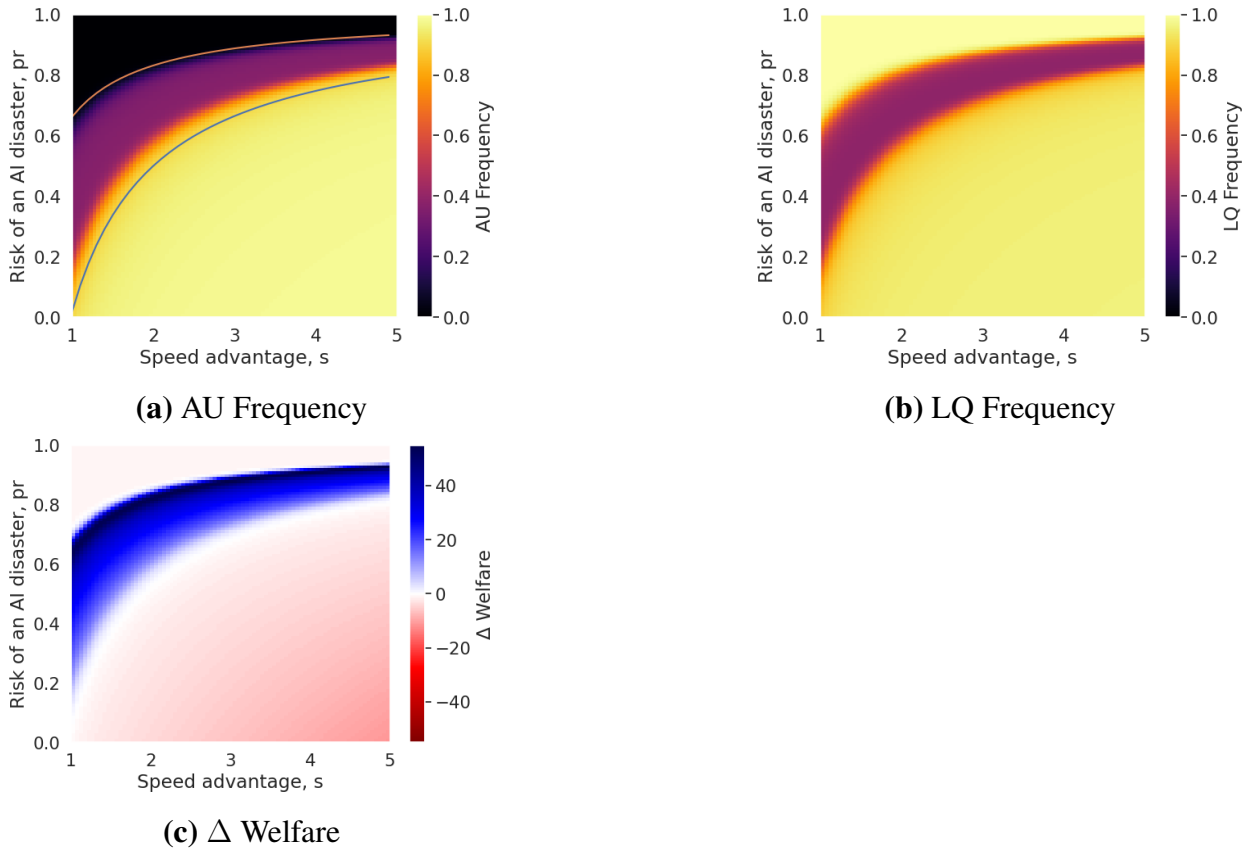 1.0
0.8
0.6
0.4
0.2
0.0
Risk of an AI disaster, pr
1 2 3 4 5
Speed advantage, s
1.0
0.8
0.6
0.4
0.2
0.0
AU Frequency
(a) AU Frequency
1.0
0.8
0.6
0.4
0.2
0.0
Risk of an AI disaster, pr
1 2 3 4 5
Speed advantage, s
1.0
0.8
0.6
0.4
0.2
0.0
LQ Frequency
(b) LQ Frequency
1.0
0.8
0.6
0.4
0.2
0.0
Risk of an AI disaster, pr
1 2 3 4 5
Speed advantage, s
40
20
0
−20
−40
Δ Welfare
(c) Δ Welfare